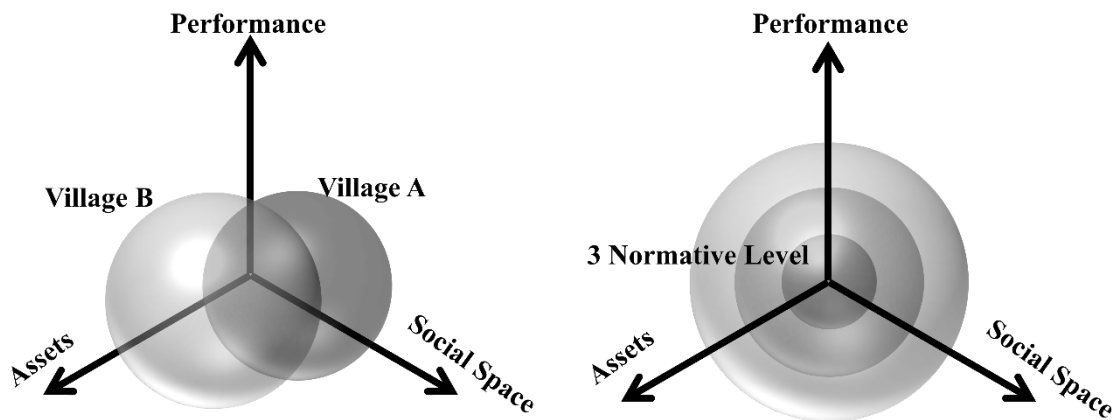 Performance
Village B
Village A
Assets
Social Space
Performance
3 Normative Level
Assets
Social Space